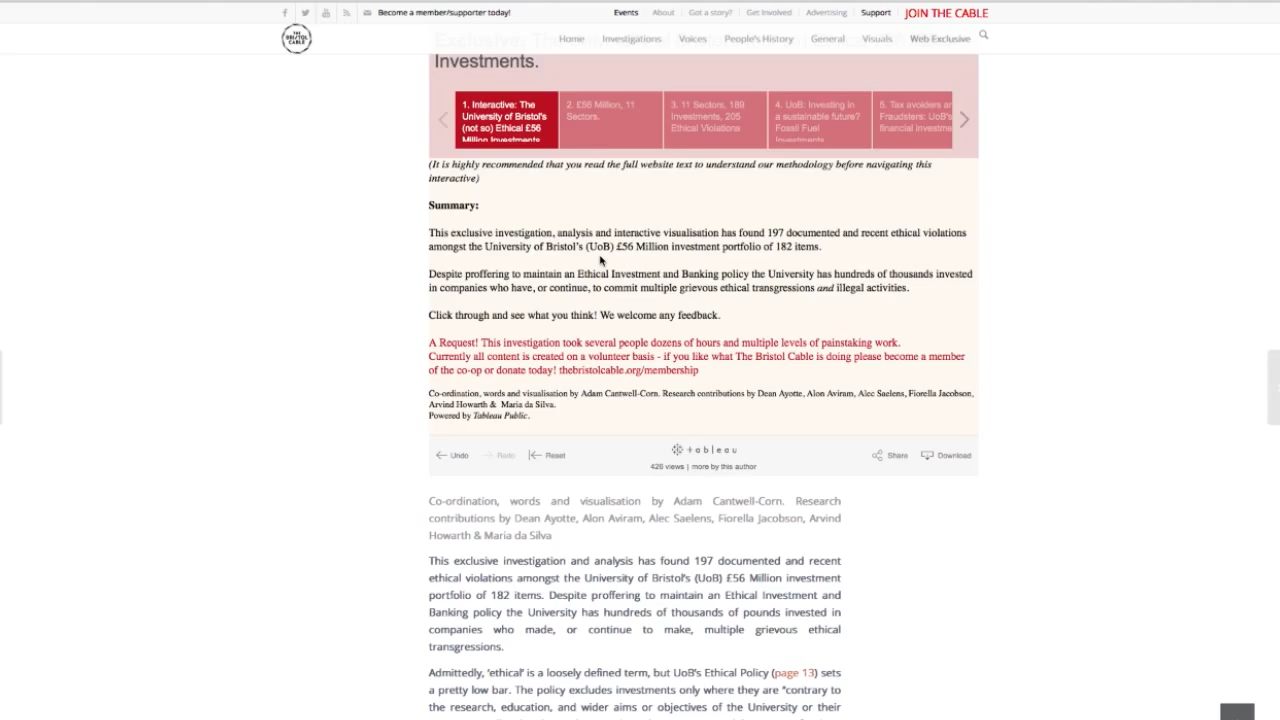 Become a member/supporter today!
Events About Got a story? Get Involved Advertising Support JOIN THE CABLE
THE BRISTOL CABLE
Home Investigations Voices People's History General Visuals Web Exclusive
Exclusive: The
Investments.
1. Interactive: The University of Bristol's (not so) Ethical £56 Million Investments
2. £56 Million, 11 Sectors.
3. 11 Sectors, 189 Investments, 205 Ethical Violations
4. UoB: Investing in a sustainable future? Fossil Fuel Investments
5. Tax avoiders an Fraudsters: UoB's financial investme
(It is highly recommended that you read the full website text to understand our methodology before navigating this
interactive)
Summary:
This exclusive investigation, analysis and interactive visualisation has found 197 documented and recent ethical violations
amongst the University of Bristol's (UoB) £56 Million investment portfolio of 182 items.
Despite proffering to maintain an Ethical Investment and Banking policy the University has hundreds of thousands invested
in companies who have, or continue, to commit multiple grievous ethical transgressions and illegal activities.
Click through and see what you think! We welcome any feedback.
A Request! This investigation took several people dozens of hours and multiple levels of painstaking work.
Currently all content is created on a volunteer basis - if you like what The Bristol Cable is doing please become a member
of the co-op or donate today! thebristolcable.org/membership
Co-ordination, words and visualisation by Adam Cantwell-Corn. Research contributions by Dean Ayotte, Alon Aviram, Alec Saelens, Fiorella Jacobson,
Arvind Howarth & Maria da Silva.
Powered by Tableau Public.
Undo Redo Reset tableau Share Download
426 views | more by this author
Co-ordination, words and visualisation by Adam Cantwell-Corn. Research
contributions by Dean Ayotte, Alon Aviram, Alec Saelens, Fiorella Jacobson, Arvind
Howarth & Maria da Silva
This exclusive investigation and analysis has found 197 documented and recent
ethical violations amongst the University of Bristol's (UoB) £56 Million investment
portfolio of 182 items. Despite proffering to maintain an Ethical Investment and
Banking policy the University has hundreds of thousands of pounds invested in
companies who made, or continue to make, multiple grievous ethical
transgressions.
Admittedly, 'ethical' is a loosely defined term, but UoB's Ethical Policy (page 13) sets
a pretty low bar. The policy excludes investments only where they are "contrary to
the research, education, and wider aims or objectives of the University or their